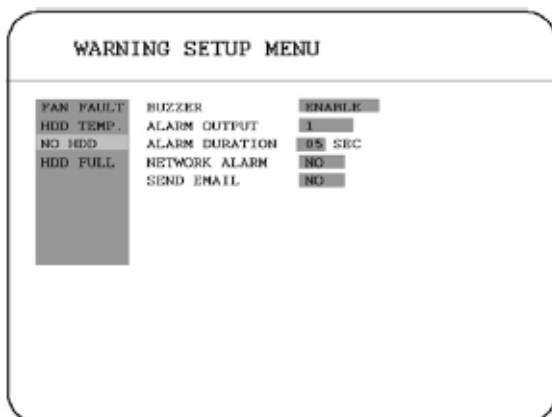 WARNING SETUP MENU
FAN FAULT BUZZER ENABLE
HDD TEMP. ALARM OUTPUT 1
NO HDD ALARM DURATION 05 SEC
HDD FULL NETWORK ALARM NO
SEND EMAIL NO